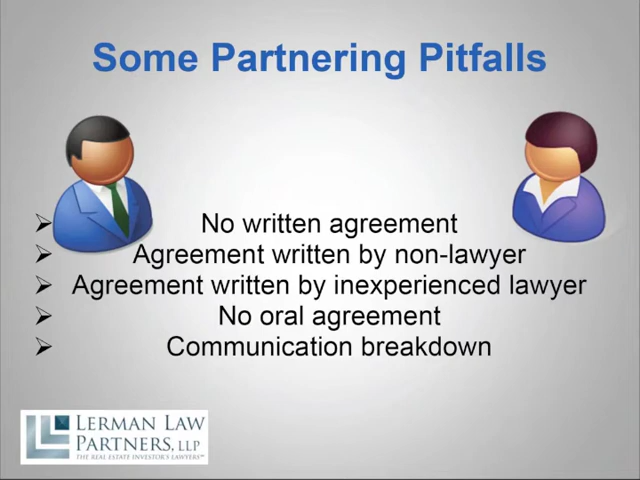 Some Partnering Pitfalls
No written agreement
Agreement written by non-lawyer
Agreement written by inexperienced lawyer
No oral agreement
Communication breakdown
LERMAN LAW
PARTNERS, LLP
THE REAL ESTATE INVESTOR'S LAWYERS℠